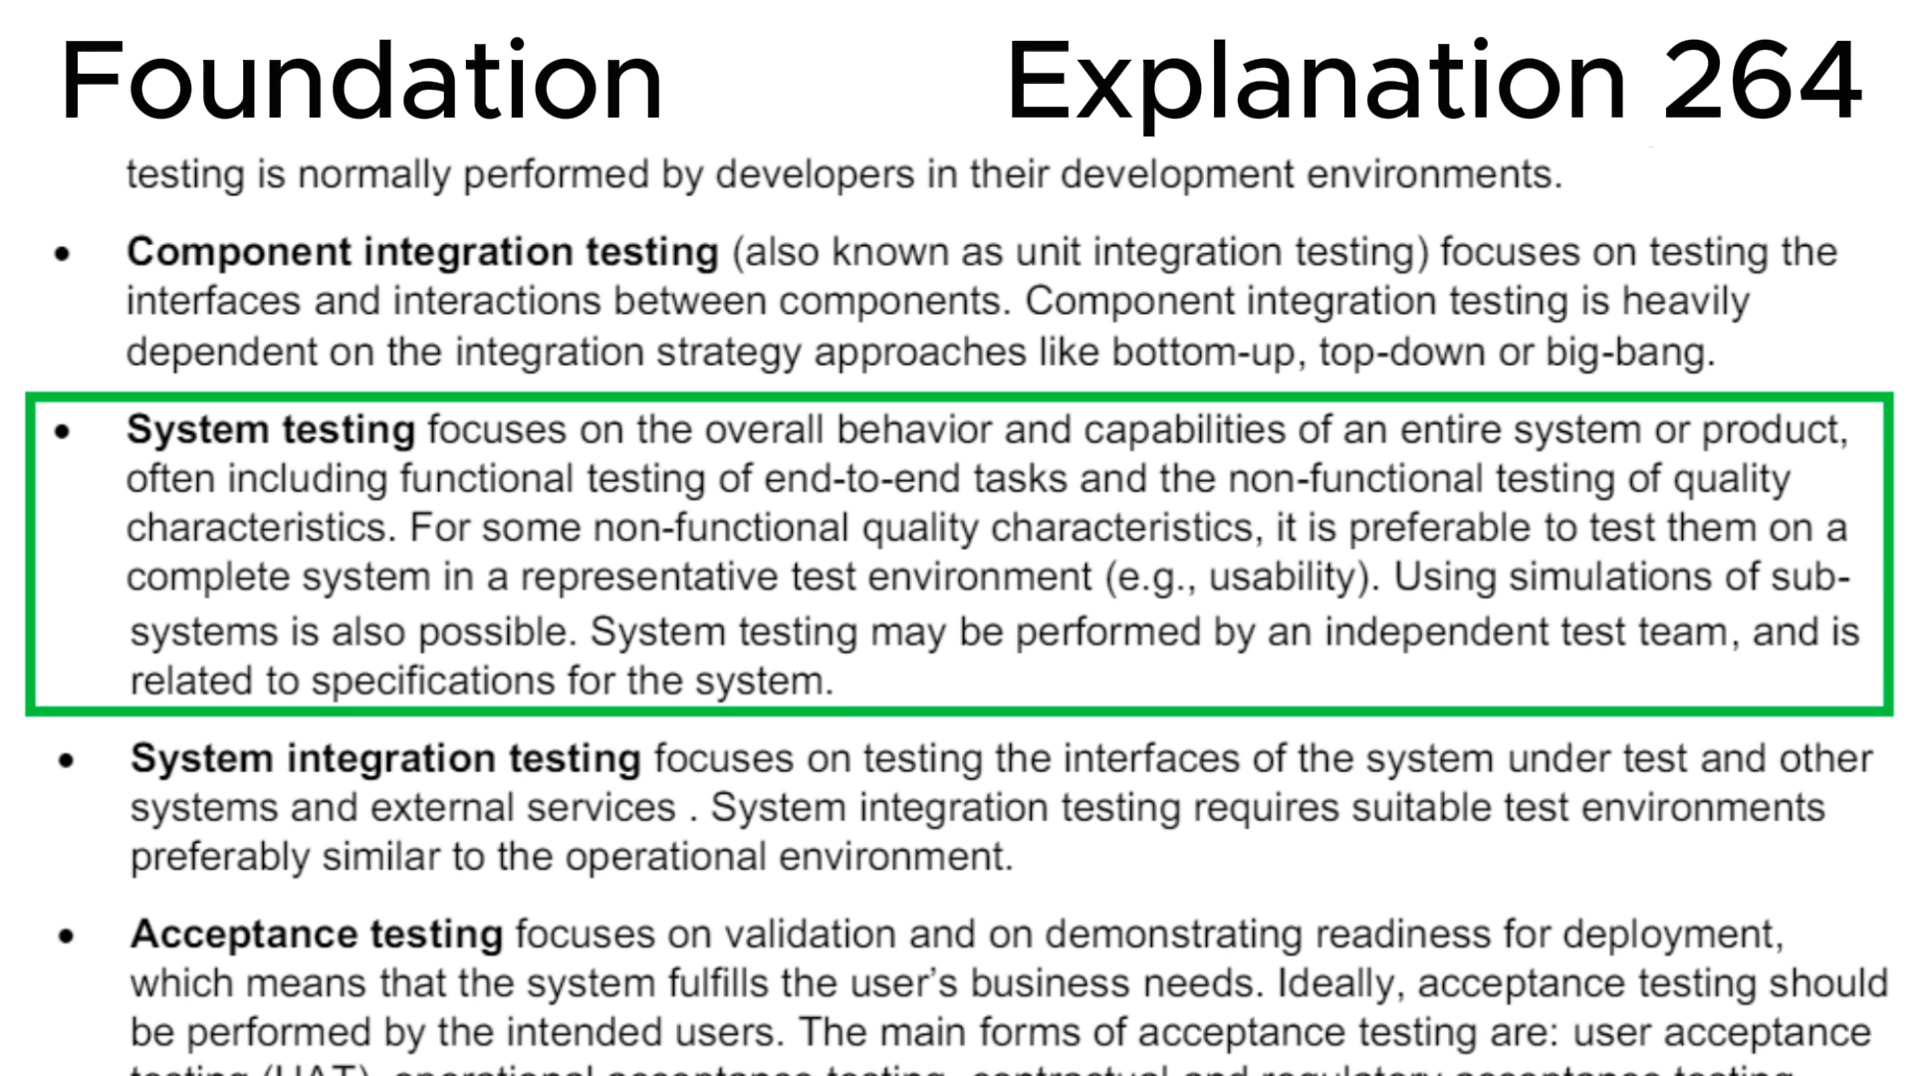 Foundation Explanation 264
testing is normally performed by developers in their development environments.
• Component integration testing (also known as unit integration testing) focuses on testing the
interfaces and interactions between components. Component integration testing is heavily
dependent on the integration strategy approaches like bottom-up, top-down or big-bang.
• System testing focuses on the overall behavior and capabilities of an entire system or product,
often including functional testing of end-to-end tasks and the non-functional testing of quality
characteristics. For some non-functional quality characteristics, it is preferable to test them on a
complete system in a representative test environment (e.g., usability). Using simulations of sub-
systems is also possible. System testing may be performed by an independent test team, and is
related to specifications for the system.
• System integration testing focuses on testing the interfaces of the system under test and other
systems and external services . System integration testing requires suitable test environments
preferably similar to the operational environment.
• Acceptance testing focuses on validation and on demonstrating readiness for deployment,
which means that the system fulfills the user’s business needs. Ideally, acceptance testing should
be performed by the intended users. The main forms of acceptance testing are: user acceptance
testing (UAT), operational acceptance testing, contractual and regulatory acceptance testing